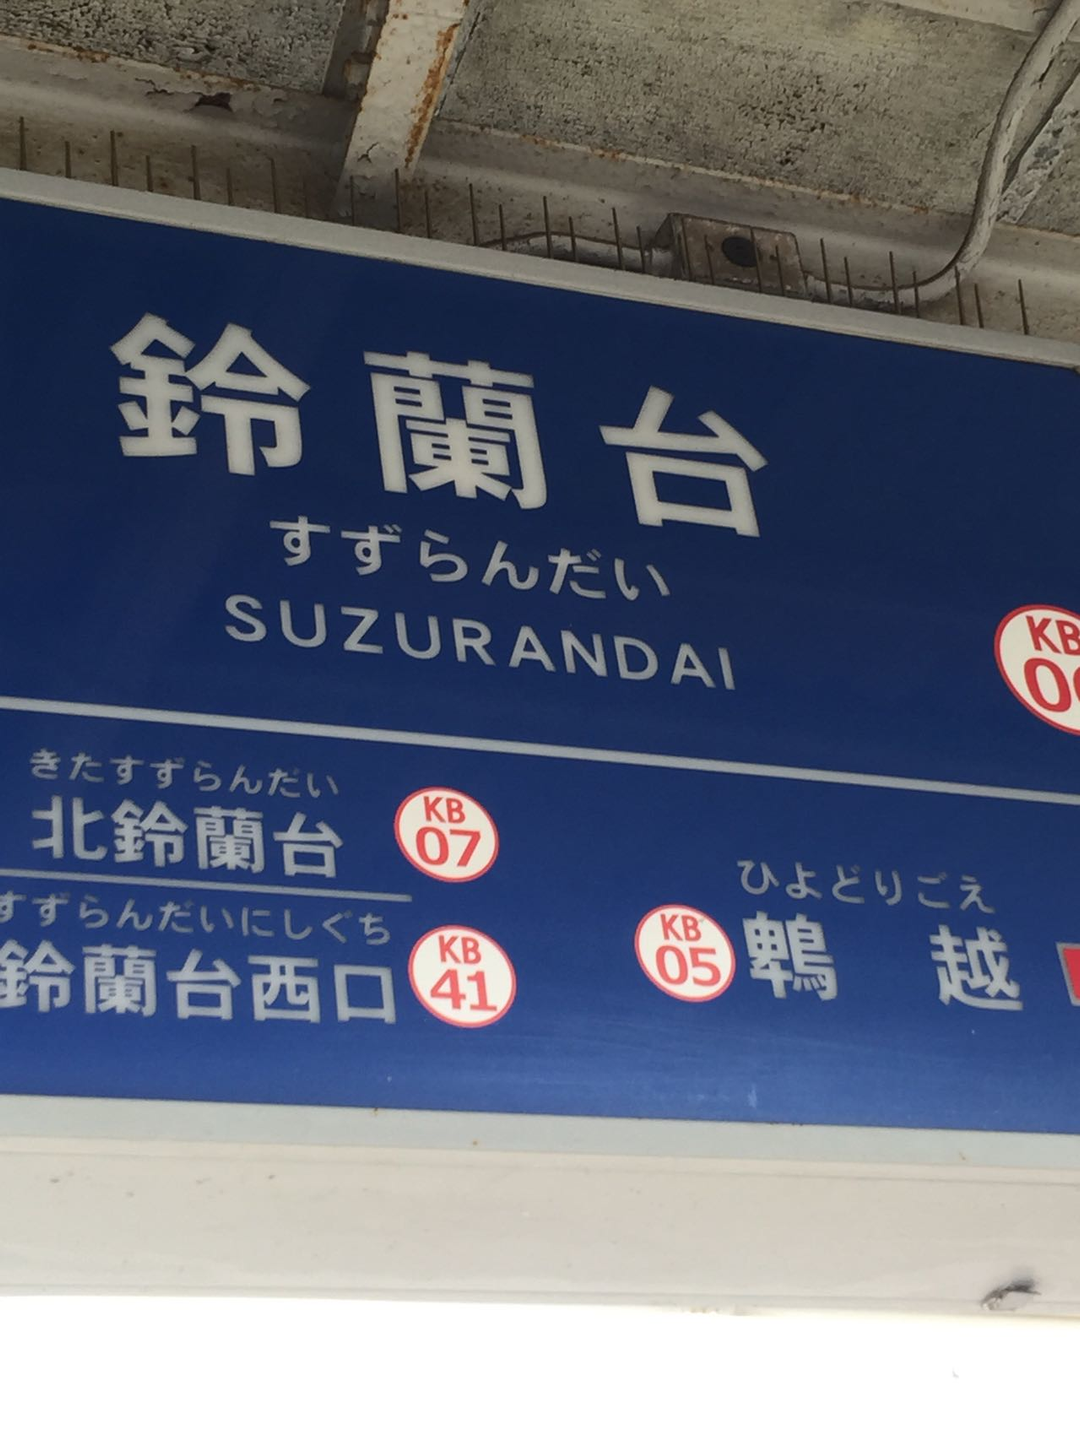 鈴蘭台
すずらんだい
SUZURANDAI
KB
きたすずらんだい
北鈴蘭台
KB
07
すずらんだいにしぐち
鈴蘭台西口
KB
41
ひよどりごえ
鵯越
KB
05